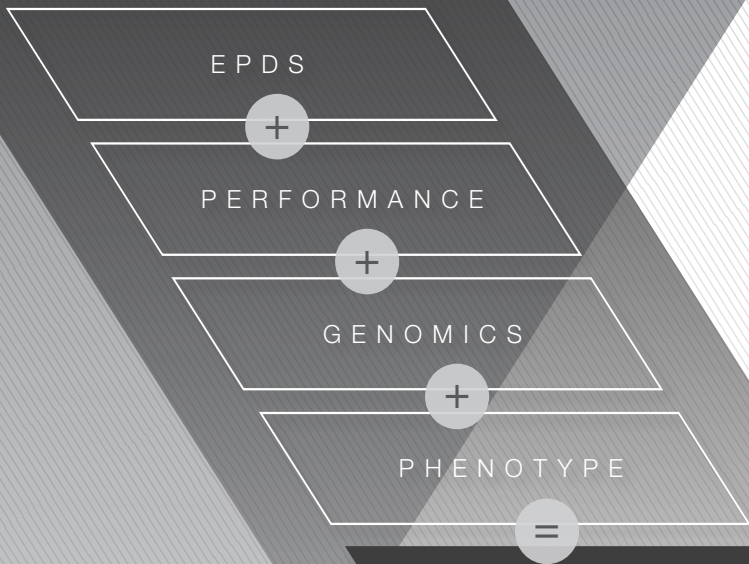 EPDS
+
PERFORMANCE
+
GENOMICS
+
PHENOTYPE
=